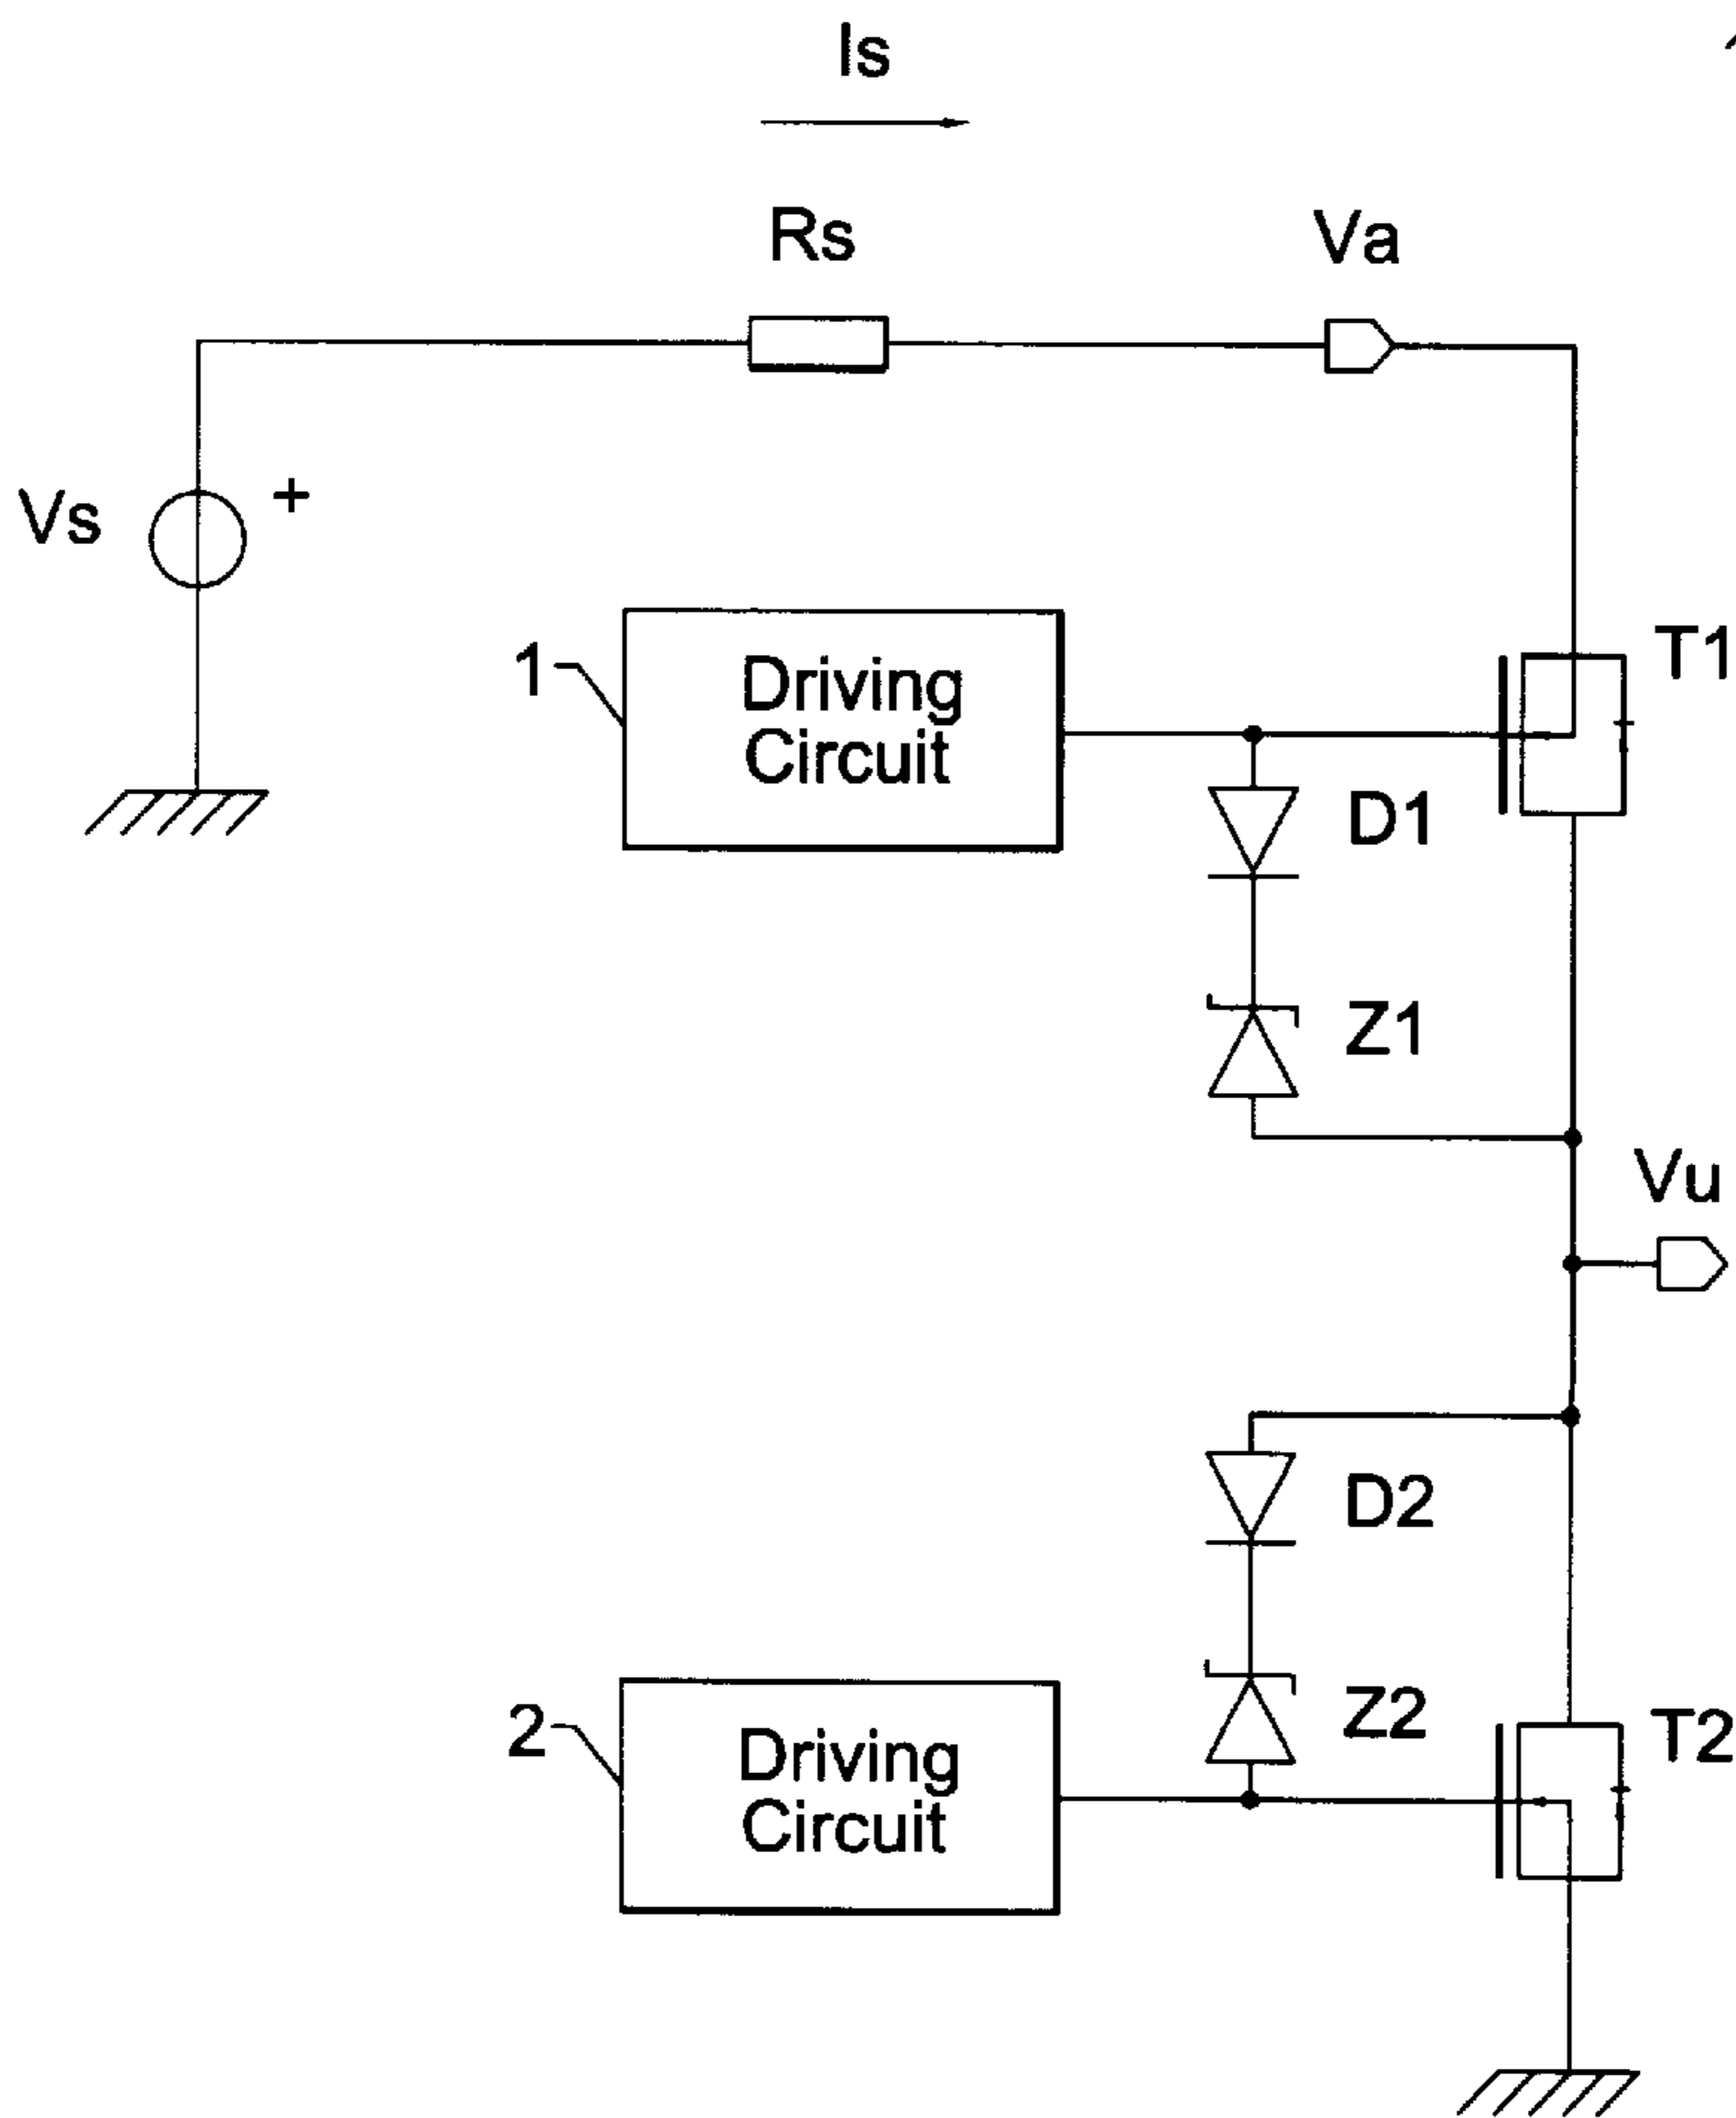 Is
Rs
Va
Vs
+
1
Driving
Circuit
T1
D1
Z1
Vu
D2
Z2
2
Driving
Circuit
T2